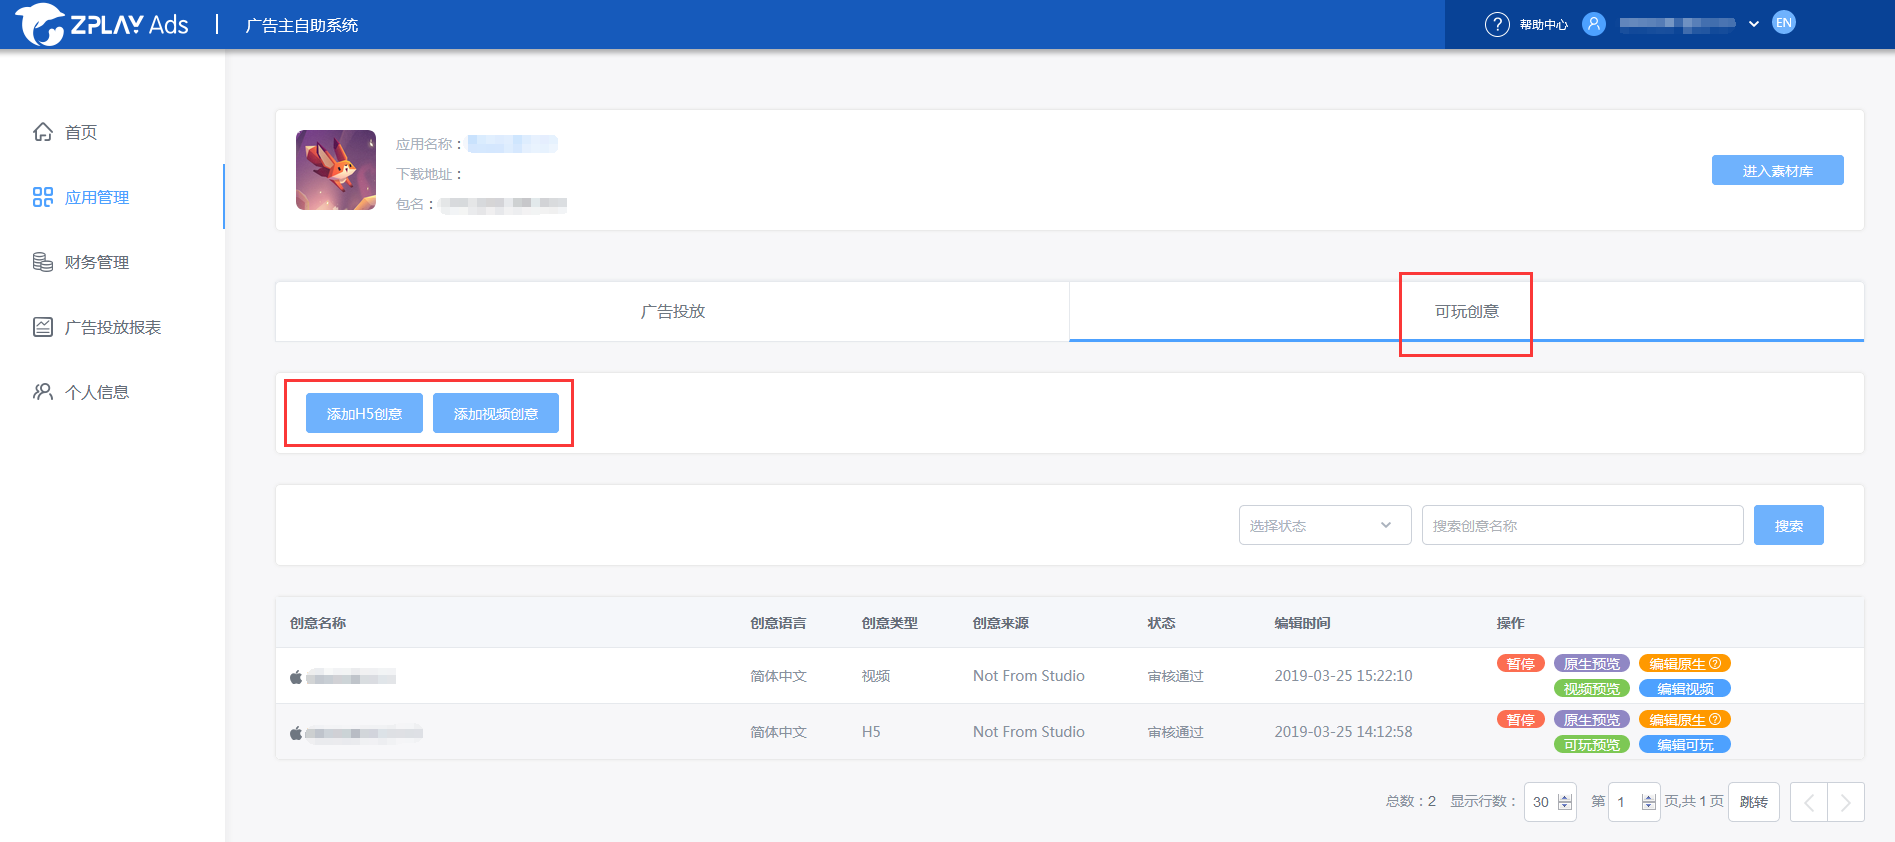 ZPLAY Ads | 广告主自助系统
帮助中心
EN
首页
应用管理
财务管理
广告投放报表
个人信息
应用名称：
下载地址：
包名：
进入素材库
广告投放
可玩创意
添加H5创意 添加视频创意
选择状态 搜索创意名称 搜索
创意名称 创意语言 创意类型 创意来源 状态 编辑时间 操作
简体中文 视频 Not From Studio 审核通过 2019-03-25 15:22:10
暂停 原生预览 编辑原生
视频预览 编辑视频
简体中文 H5 Not From Studio 审核通过 2019-03-25 14:12:58
暂停 原生预览 编辑原生
可玩预览 编辑可玩
总数：2 显示行数： 30 第 1 页,共 1 页 跳转